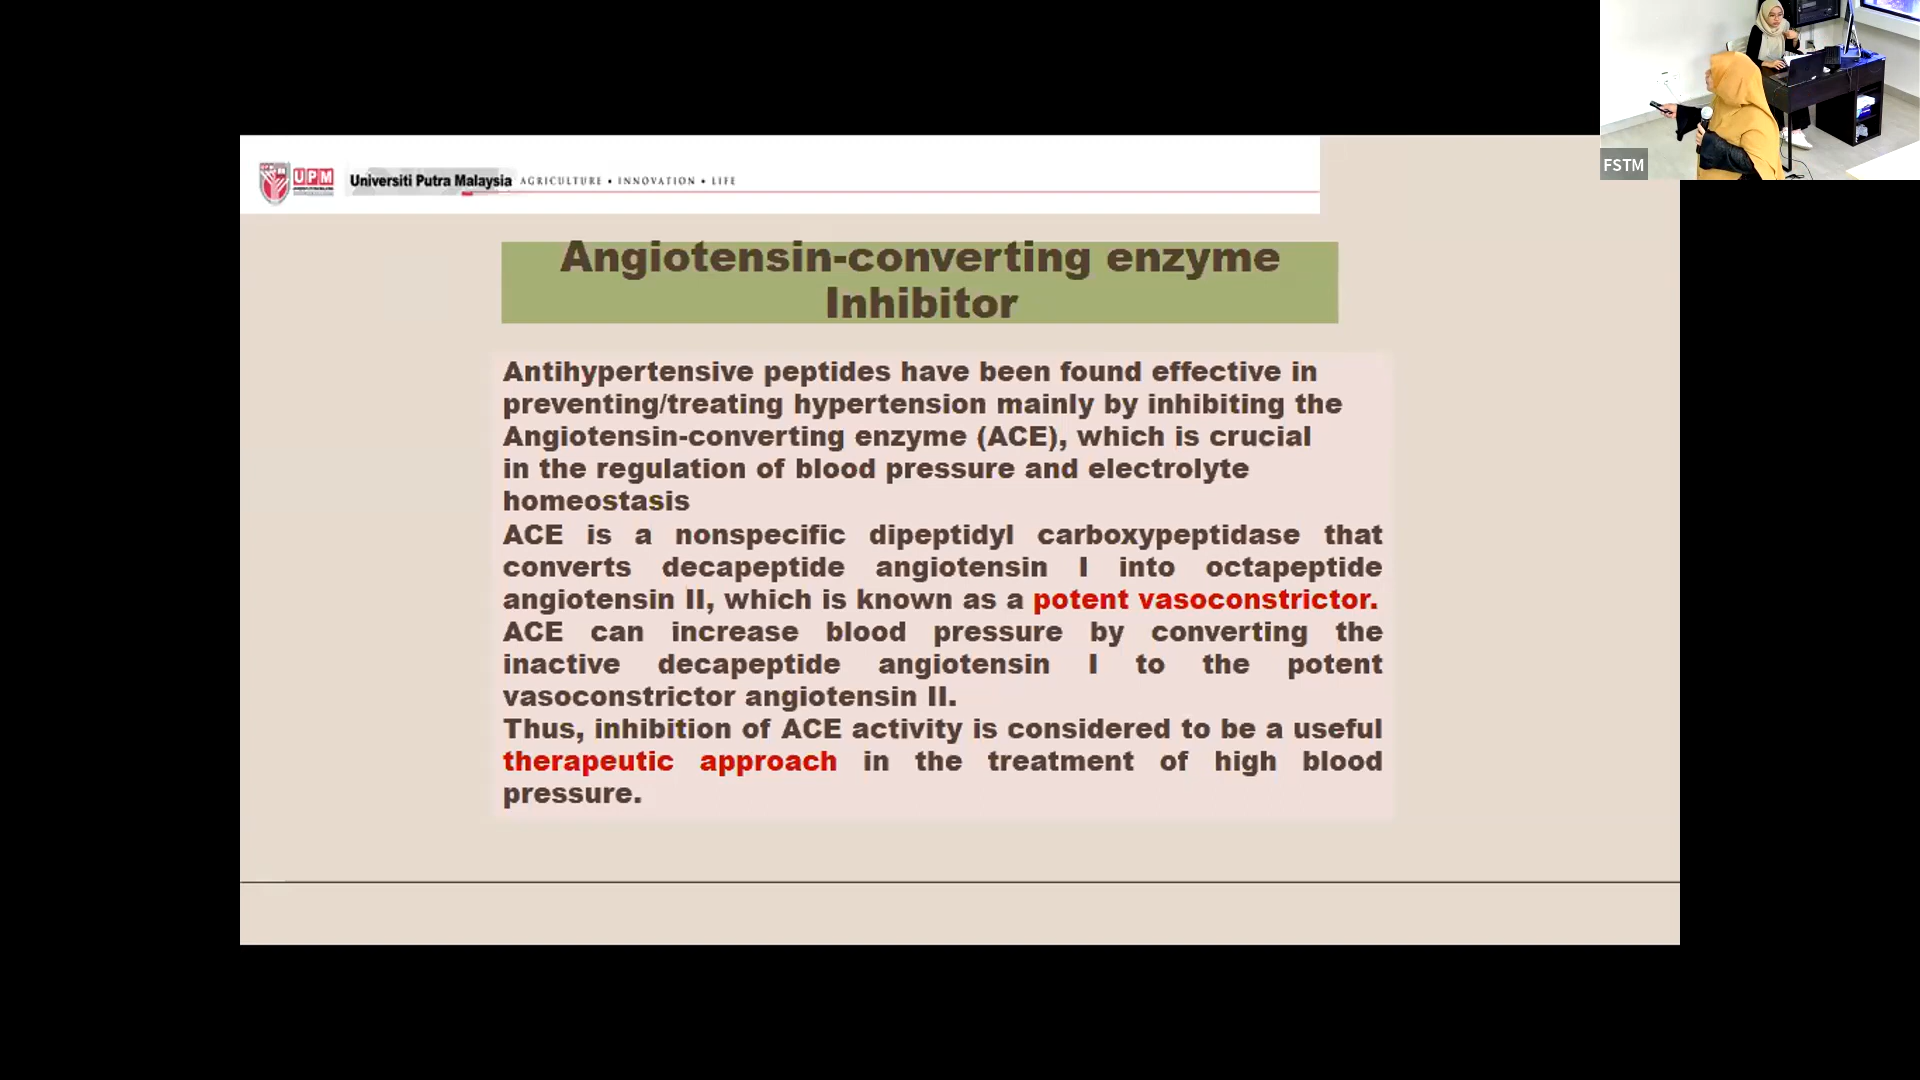 UPM
Universiti Putra Malaysia AGRICULTURE • INNOVATION • LIFE
FSTM
Angiotensin-converting enzyme
Inhibitor
Antihypertensive peptides have been found effective in
preventing/treating hypertension mainly by inhibiting the
Angiotensin-converting enzyme (ACE), which is crucial
in the regulation of blood pressure and electrolyte
homeostasis
ACE is a nonspecific dipeptidyl carboxypeptidase that
converts decapeptide angiotensin I into octapeptide
angiotensin II, which is known as a potent vasoconstrictor.
ACE can increase blood pressure by converting the
inactive decapeptide angiotensin I to the potent
vasoconstrictor angiotensin II.
Thus, inhibition of ACE activity is considered to be a useful
therapeutic approach in the treatment of high blood
pressure.